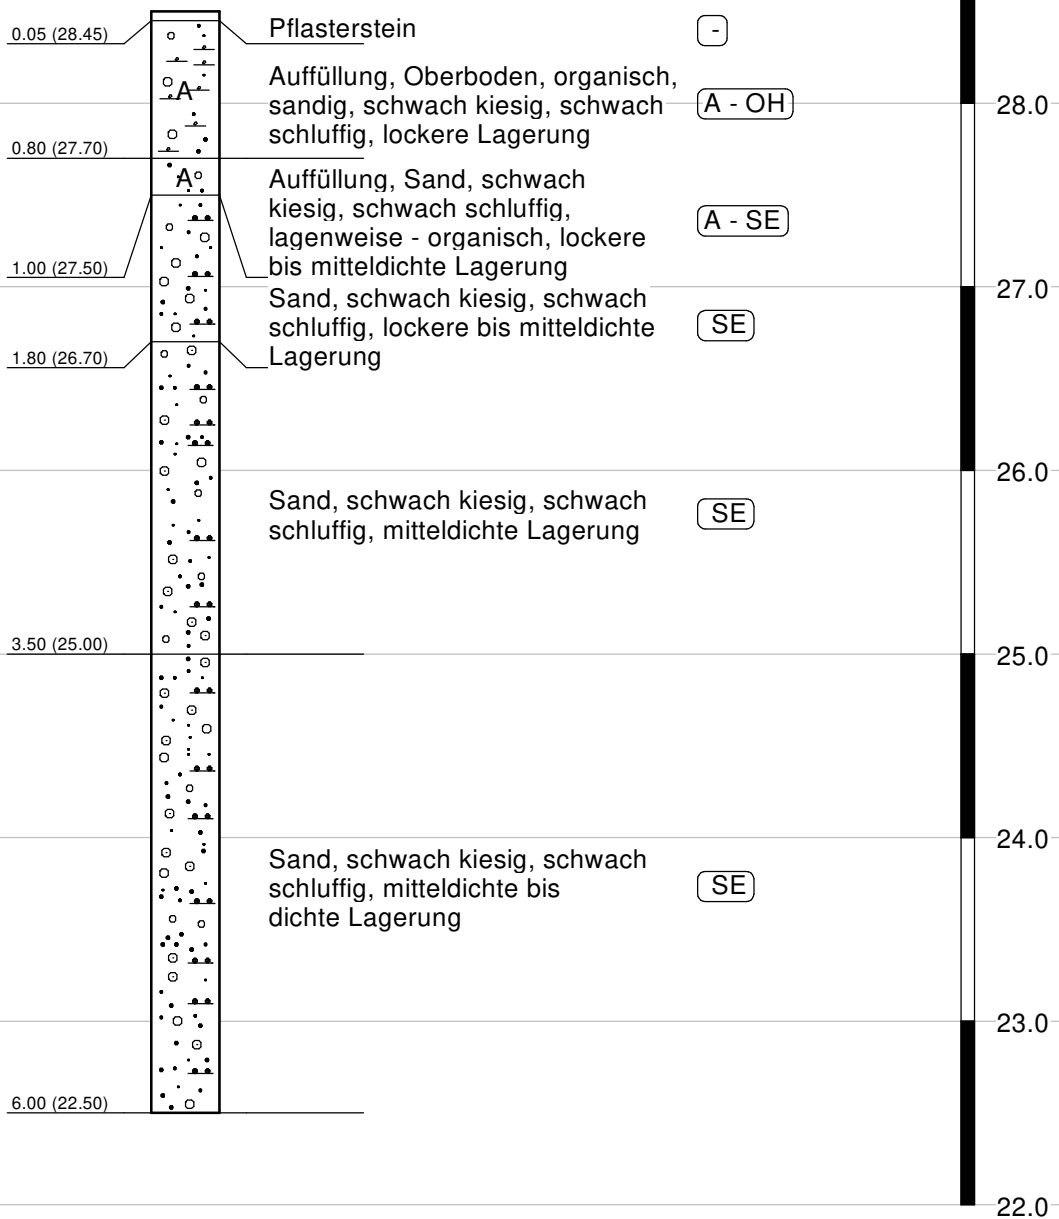 0.05 (28.45)
Pflasterstein
-
A
Auffüllung, Oberboden, organisch,
sandig, schwach kiesig, schwach
schluffig, lockere Lagerung
A - OH
28.0
0.80 (27.70)
A
Auffüllung, Sand, schwach
kiesig, schwach schluffig,
lagenweise - organisch, lockere
bis mitteldichte Lagerung
A - SE
1.00 (27.50)
27.0
Sand, schwach kiesig, schwach
schluffig, lockere bis mitteldichte
Lagerung
SE
1.80 (26.70)
26.0
Sand, schwach kiesig, schwach
schluffig, mitteldichte Lagerung
SE
3.50 (25.00)
25.0
24.0
Sand, schwach kiesig, schwach
schluffig, mitteldichte bis
dichte Lagerung
SE
23.0
6.00 (22.50)
22.0